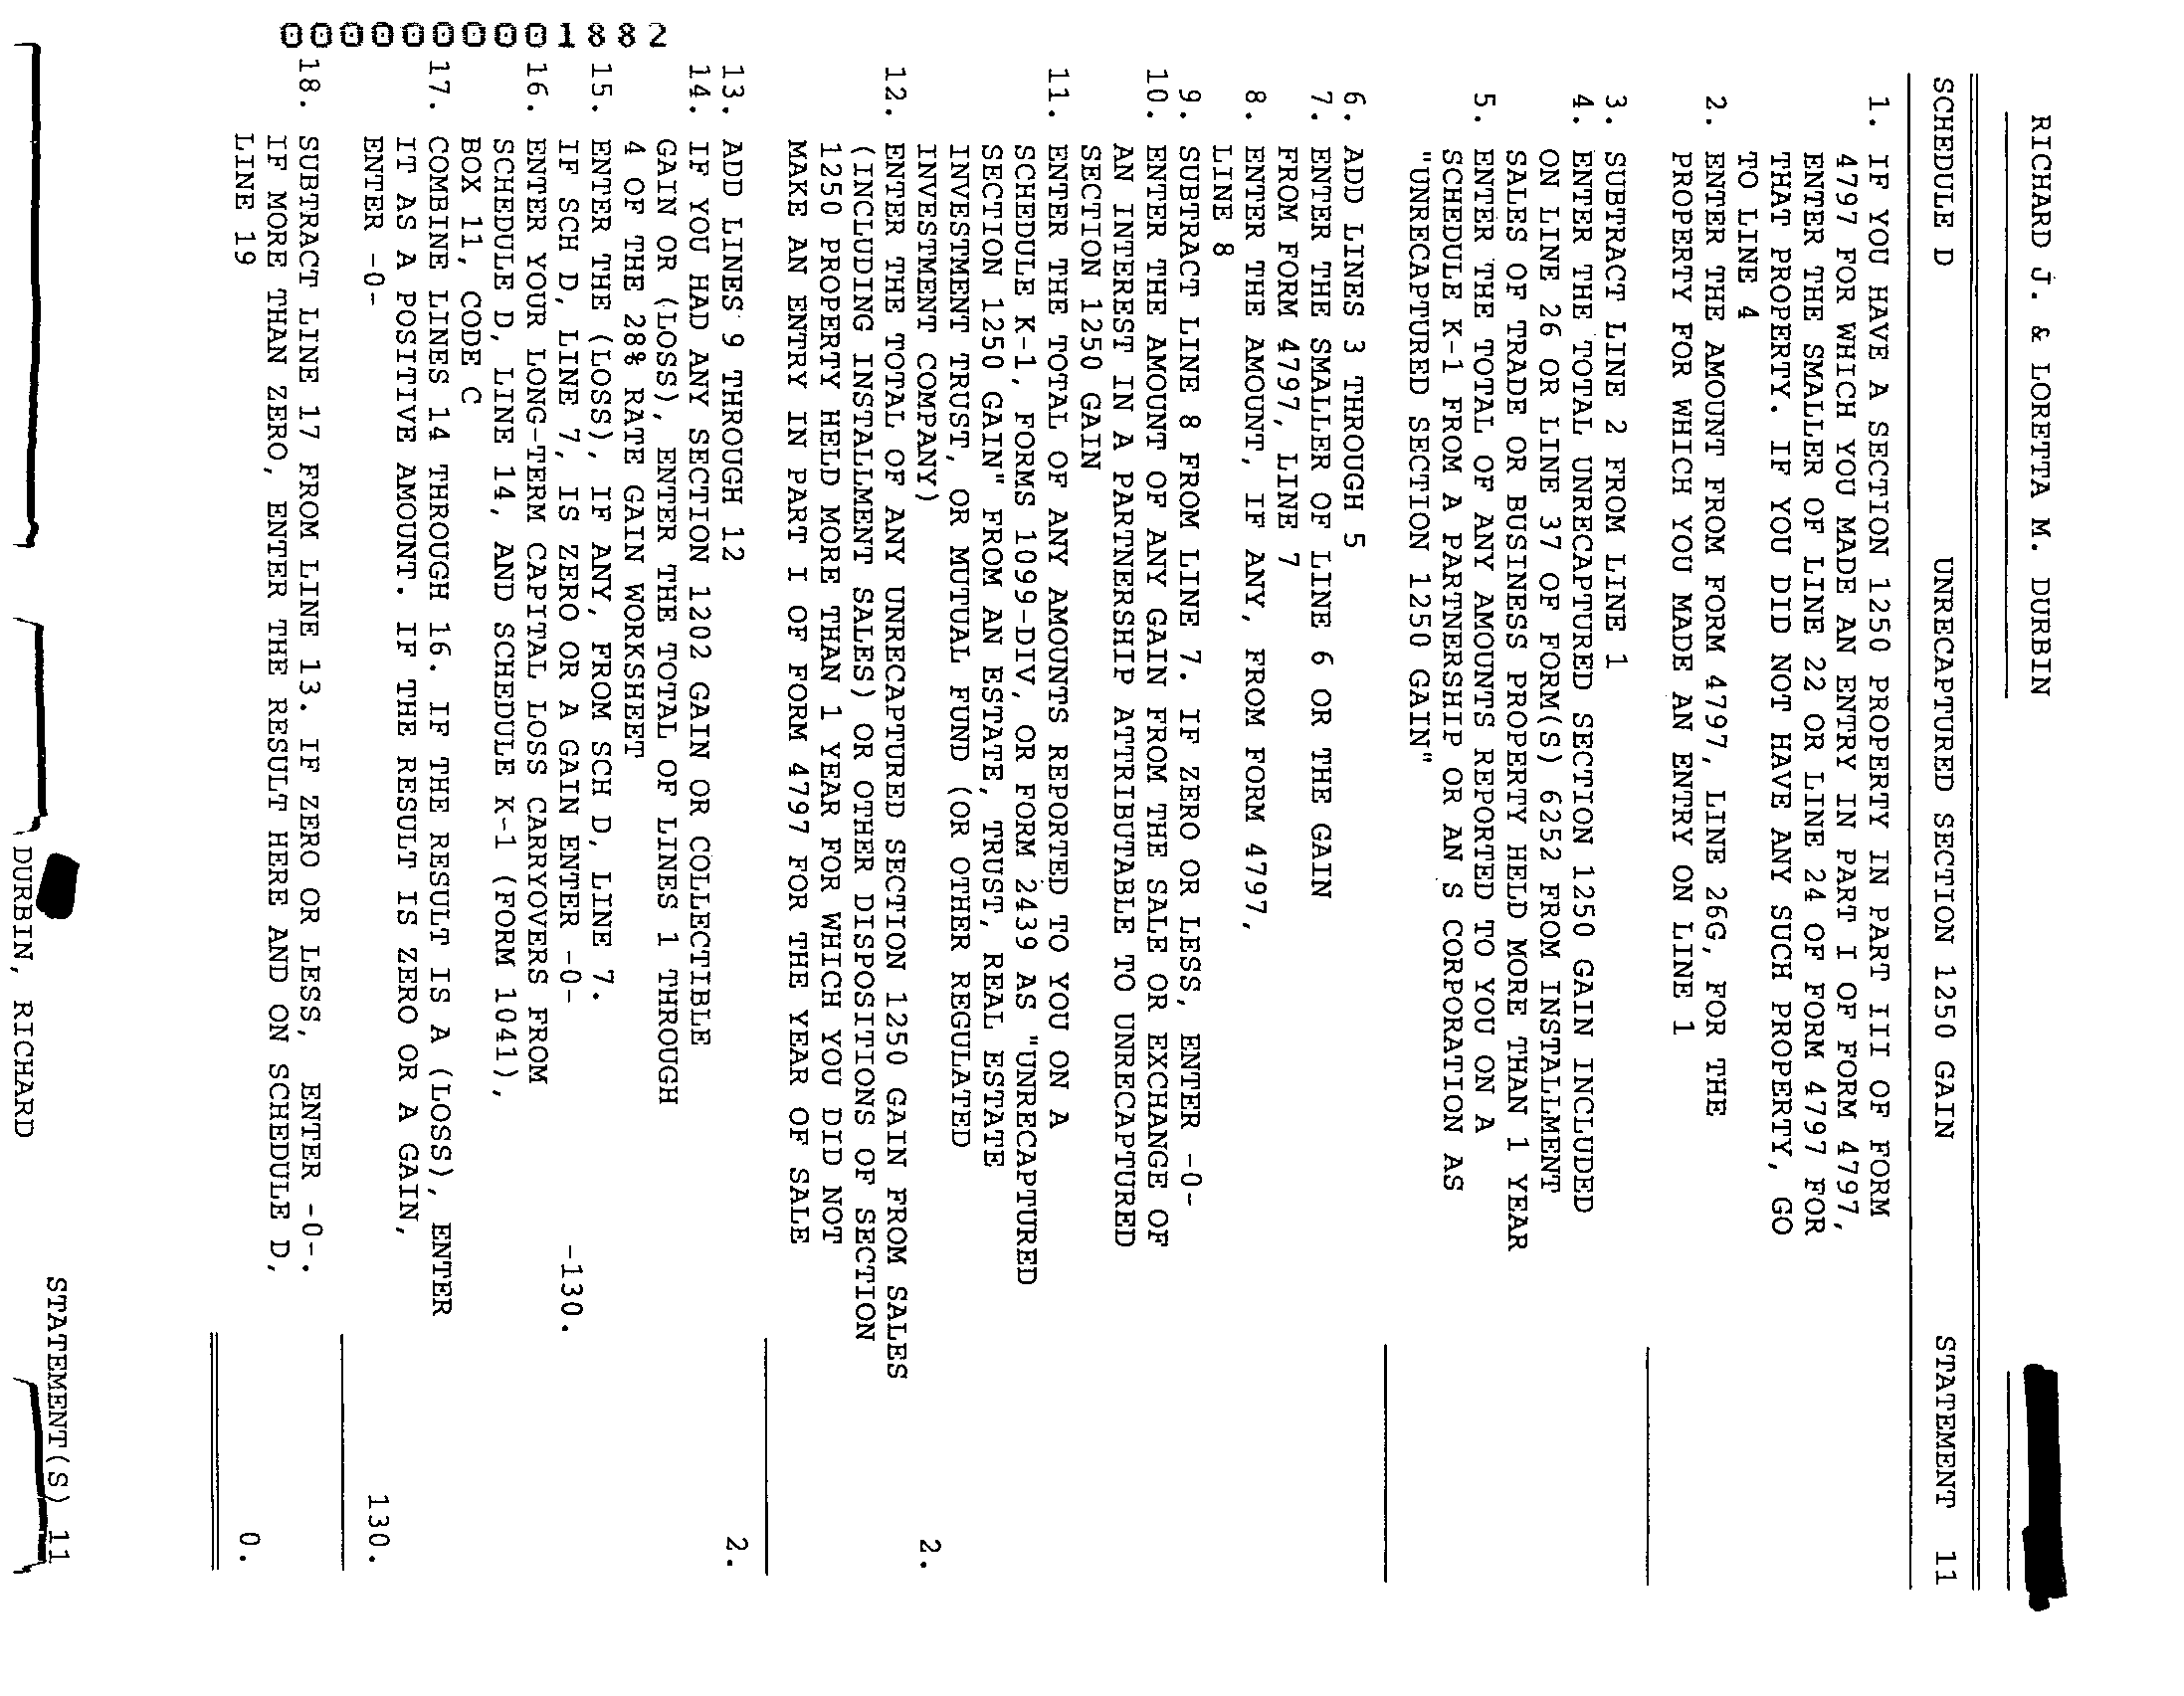 RICHARD J. & LORETTA M. DURBIN
SCHEDULE D UNRECAPTURED SECTION 1250 GAIN STATEMENT 11
1. IF YOU HAVE A SECTION 1250 PROPERTY IN PART III OF FORM
4797 FOR WHICH YOU MADE AN ENTRY IN PART I OF FORM 4797,
ENTER THE SMALLER OF LINE 22 OR LINE 24 OF FORM 4797 FOR
THAT PROPERTY. IF YOU DID NOT HAVE ANY SUCH PROPERTY, GO
TO LINE 4
2. ENTER THE AMOUNT FROM FORM 4797, LINE 26G, FOR THE
PROPERTY FOR WHICH YOU MADE AN ENTRY ON LINE 1
3. SUBTRACT LINE 2 FROM LINE 1
4. ENTER THE TOTAL UNRECAPTURED SECTION 1250 GAIN INCLUDED
ON LINE 26 OR LINE 37 OF FORM(S) 6252 FROM INSTALLMENT
SALES OF TRADE OR BUSINESS PROPERTY HELD MORE THAN 1 YEAR
5. ENTER THE TOTAL OF ANY AMOUNTS REPORTED TO YOU ON A
SCHEDULE K-1 FROM A PARTNERSHIP OR AN S CORPORATION AS
"UNRECAPTURED SECTION 1250 GAIN"
6. ADD LINES 3 THROUGH 5
7. ENTER THE SMALLER OF LINE 6 OR THE GAIN
FROM FORM 4797, LINE 7
8. ENTER THE AMOUNT, IF ANY, FROM FORM 4797,
LINE 8
9. SUBTRACT LINE 8 FROM LINE 7. IF ZERO OR LESS, ENTER -0-
10. ENTER THE AMOUNT OF ANY GAIN FROM THE SALE OR EXCHANGE OF
AN INTEREST IN A PARTNERSHIP ATTRIBUTABLE TO UNRECAPTURED
SECTION 1250 GAIN
11. ENTER THE TOTAL OF ANY AMOUNTS REPORTED TO YOU ON A
SCHEDULE K-1, FORMS 1099-DIV, OR FORM 2439 AS "UNRECAPTURED
SECTION 1250 GAIN" FROM AN ESTATE, TRUST, REAL ESTATE
INVESTMENT TRUST, OR MUTUAL FUND (OR OTHER REGULATED
INVESTMENT COMPANY) 2.
12. ENTER THE TOTAL OF ANY UNRECAPTURED SECTION 1250 GAIN FROM SALES
(INCLUDING INSTALLMENT SALES) OR OTHER DISPOSITIONS OF SECTION
1250 PROPERTY HELD MORE THAN 1 YEAR FOR WHICH YOU DID NOT
MAKE AN ENTRY IN PART I OF FORM 4797 FOR THE YEAR OF SALE
13. ADD LINES 9 THROUGH 12 2.
14. IF YOU HAD ANY SECTION 1202 GAIN OR COLLECTIBLE
GAIN OR (LOSS), ENTER THE TOTAL OF LINES 1 THROUGH
4 OF THE 28% RATE GAIN WORKSHEET
15. ENTER THE (LOSS), IF ANY, FROM SCH D, LINE 7.
IF SCH D, LINE 7, IS ZERO OR A GAIN ENTER -0- -130.
16. ENTER YOUR LONG-TERM CAPITAL LOSS CARRYOVERS FROM
SCHEDULE D, LINE 14, AND SCHEDULE K-1 (FORM 1041),
BOX 11, CODE C
17. COMBINE LINES 14 THROUGH 16. IF THE RESULT IS A (LOSS), ENTER
IT AS A POSITIVE AMOUNT. IF THE RESULT IS ZERO OR A GAIN,
ENTER -0- 130.
18. SUBTRACT LINE 17 FROM LINE 13. IF ZERO OR LESS, ENTER -0-.
IF MORE THAN ZERO, ENTER THE RESULT HERE AND ON SCHEDULE D,
LINE 19 0.
STATEMENT(S) 11
DURBIN, RICHARD
0000000001882